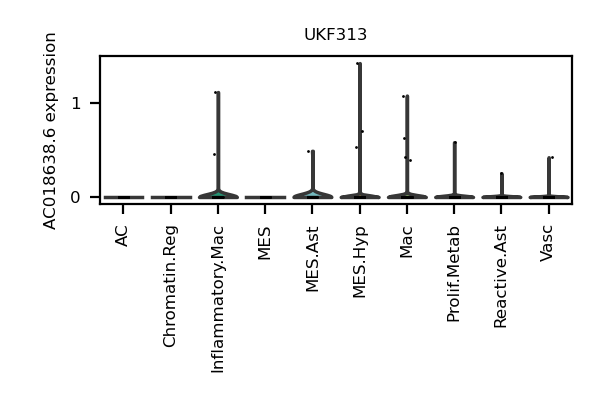 UKF313
AC018638.6 expression
1
0
AC
Chromatin.Reg
Inflammatory.Mac
MES
MES.Ast
MES.Hyp
Mac
Prolif.Metab
Reactive.Ast
Vasc